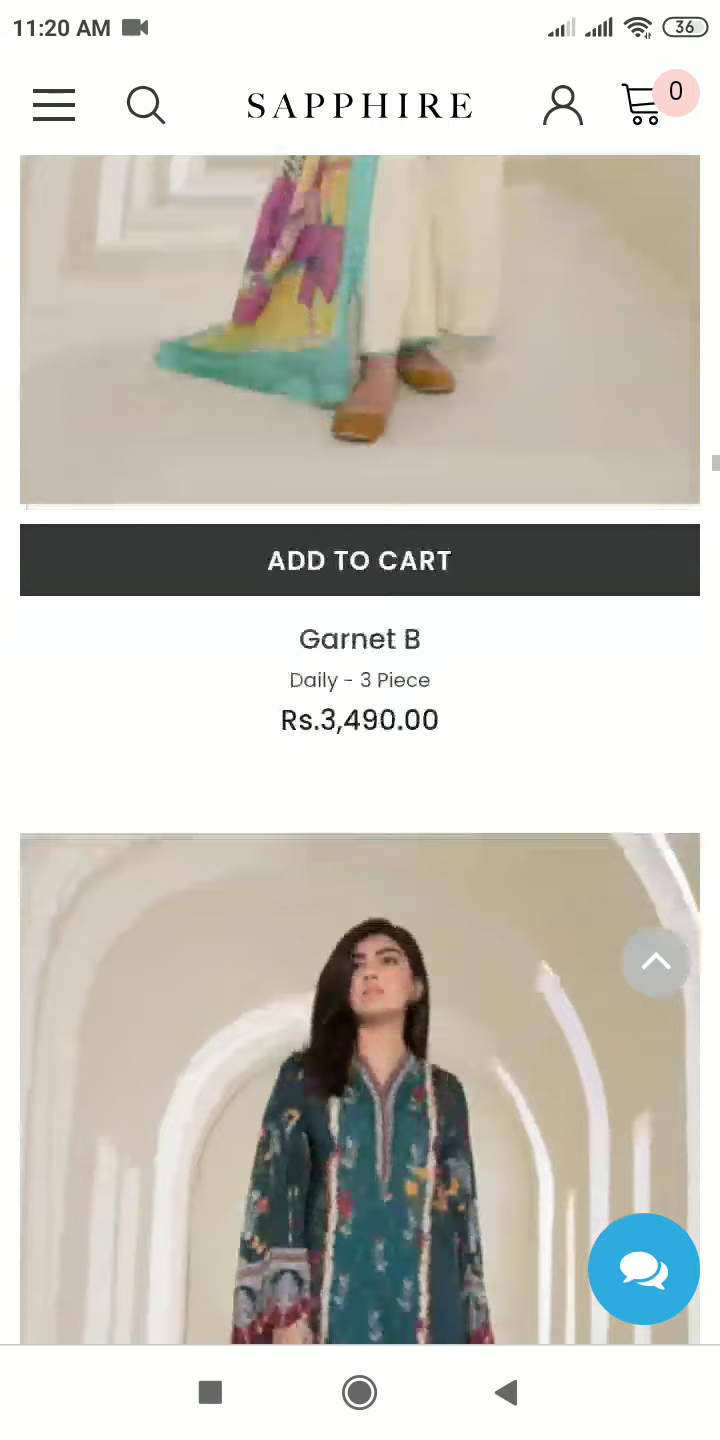 11:20 AM 36
SAPPHIRE 0
ADD TO CART
Garnet B
Daily - 3 Piece
Rs.3,490.00